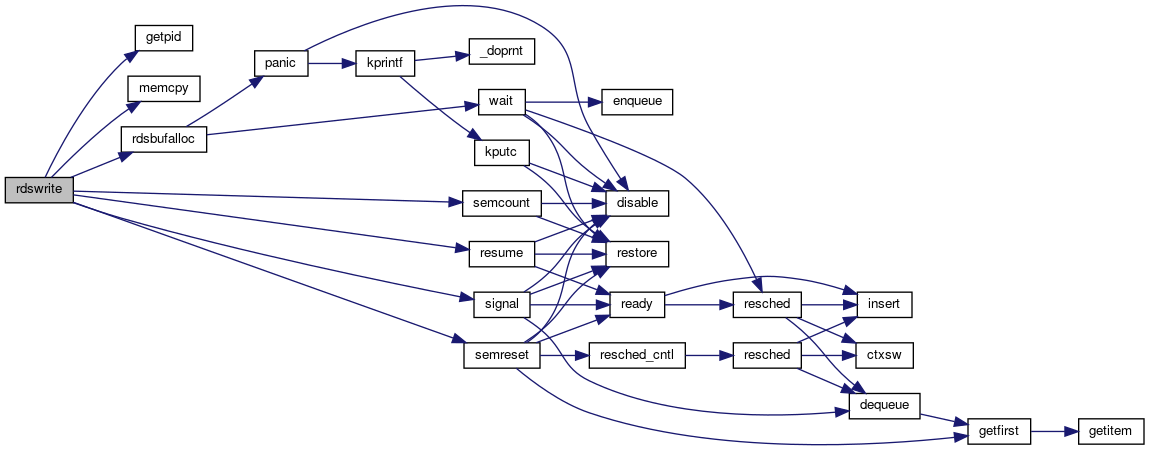 rdswrite
getpid
memcpy
rdsbufalloc
panic
kprintf
_doprnt
wait
enqueue
kputc
semcount
disable
resume
restore
signal
ready
resched
insert
semreset
resched_cntl
resched
ctxsw
dequeue
getfirst
getitem